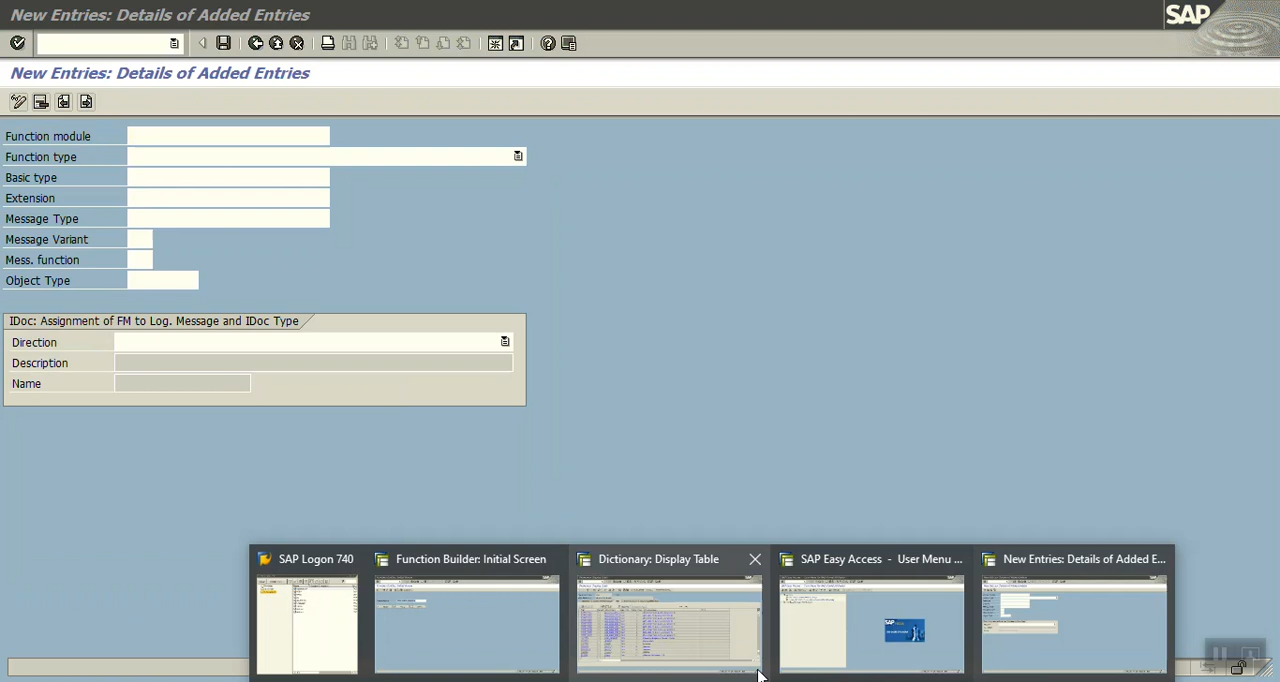 New Entries: Details of Added Entries
SAP
New Entries: Details of Added Entries
Function module
Function type
Basic type
Extension
Message Type
Message Variant
Mess. function
Object Type
IDoc: Assignment of FM to Log. Message and IDoc Type
Direction
Description
Name
SAP Logon 740
Function Builder: Initial Screen
Dictionary: Display Table
SAP Easy Access - User Menu ...
New Entries: Details of Added E...